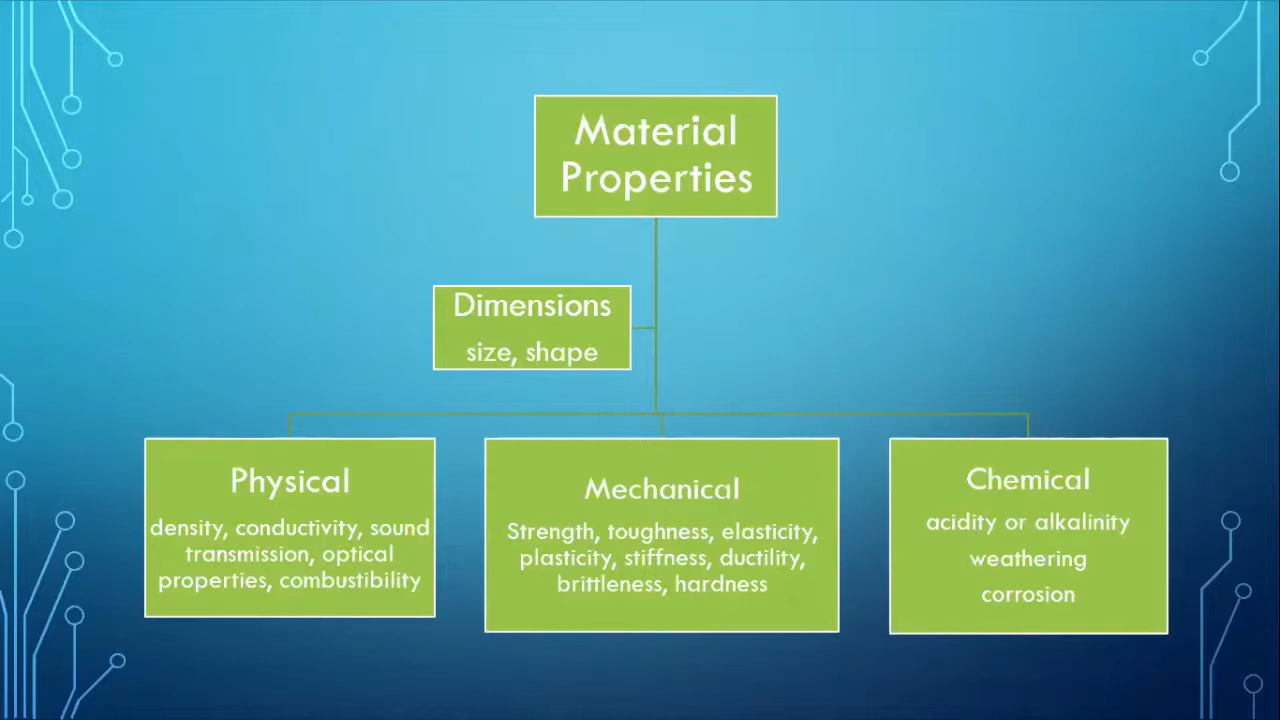 Material
Properties
Dimensions
size, shape
Physical
density, conductivity, sound
transmission, optical
properties, combustibility
Mechanical
Strength, toughness, elasticity,
plasticity, stiffness, ductility,
brittleness, hardness
Chemical
acidity or alkalinity
weathering
corrosion